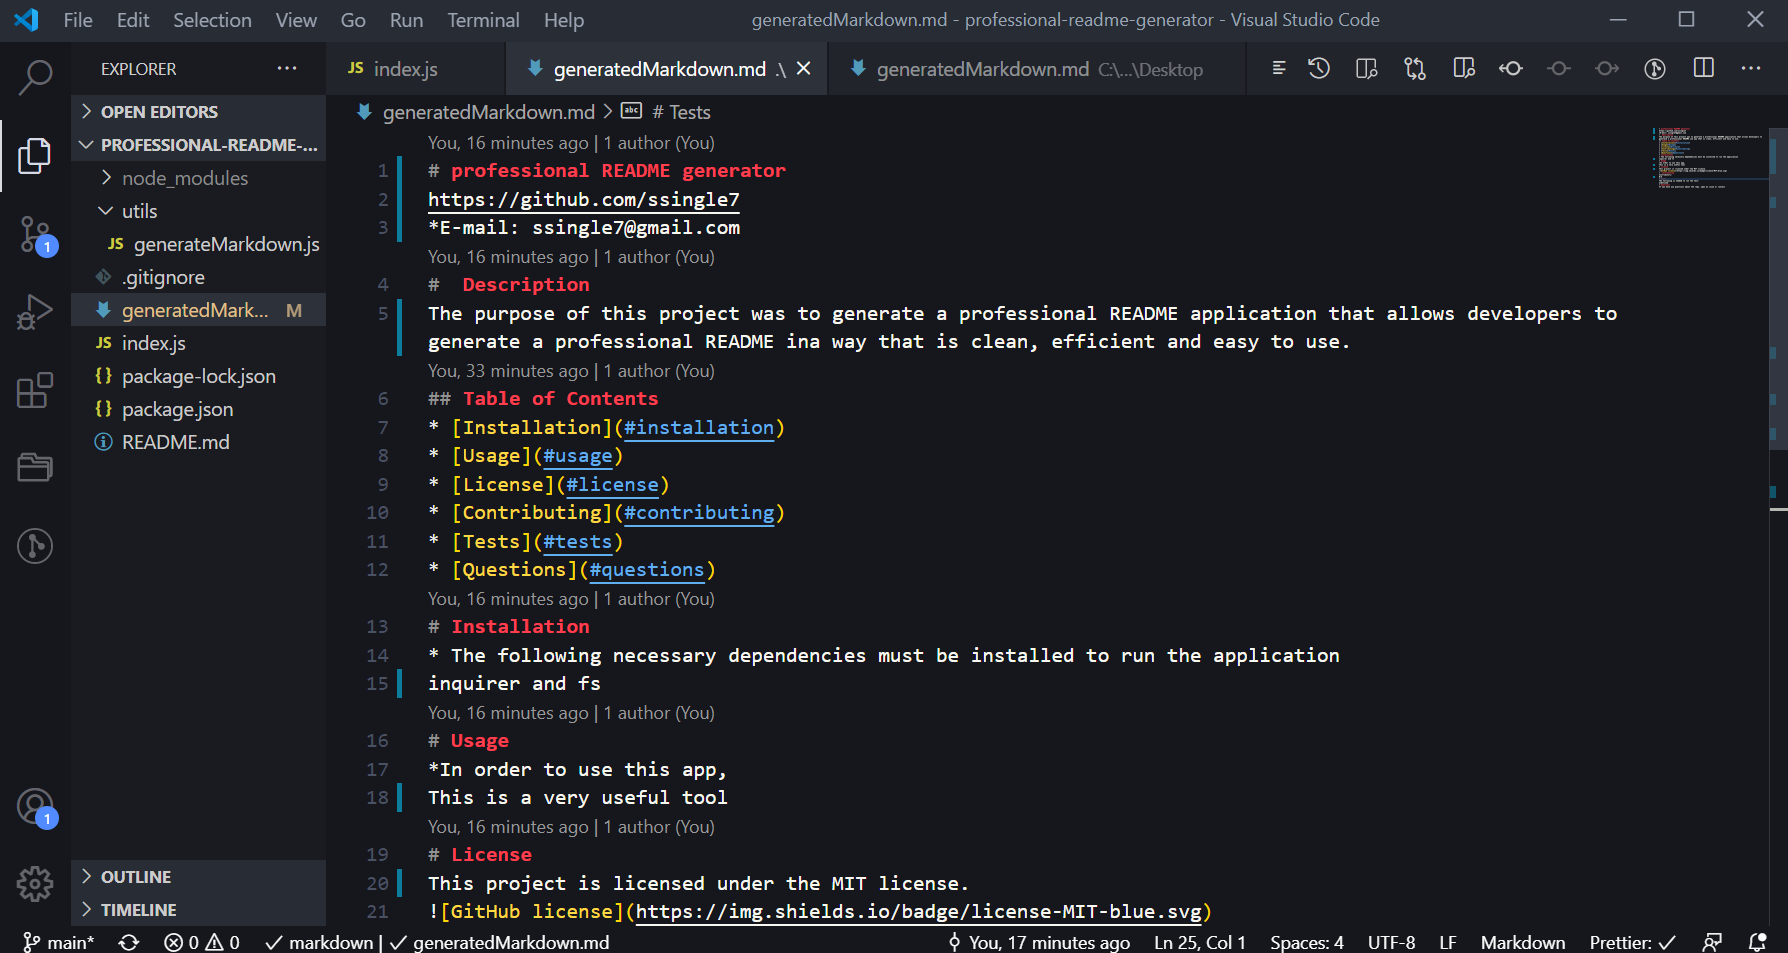 File Edit Selection View Go Run Terminal Help generatedMarkdown.md - professional-readme-generator - Visual Studio Code
EXPLORER ···
JS index.js generatedMarkdown.md .\ generatedMarkdown.md C:\...\Desktop
OPEN EDITORS
PROFESSIONAL-README-...
node_modules
utils
JS generateMarkdown.js
.gitignore
generatedMark... M
JS index.js
{} package-lock.json
{} package.json
README.md
OUTLINE
TIMELINE
1
1
generatedMarkdown.md > abc # Tests
You, 16 minutes ago | 1 author (You)
1 # professional README generator
2 https://github.com/ssingle7
3 *E-mail: ssingle7@gmail.com
You, 16 minutes ago | 1 author (You)
4 #  Description
5 The purpose of this project was to generate a professional README application that allows developers to
generate a professional README ina way that is clean, efficient and easy to use.
You, 33 minutes ago | 1 author (You)
6 ## Table of Contents
7 * [Installation](#installation)
8 * [Usage](#usage)
9 * [License](#license)
10 * [Contributing](#contributing)
11 * [Tests](#tests)
12 * [Questions](#questions)
You, 16 minutes ago | 1 author (You)
13 # Installation
14 * The following necessary dependencies must be installed to run the application
15 inquirer and fs
You, 16 minutes ago | 1 author (You)
16 # Usage
17 *In order to use this app,
18 This is a very useful tool
You, 16 minutes ago | 1 author (You)
19 # License
20 This project is licensed under the MIT license.
21 ![GitHub license](https://img.shields.io/badge/license-MIT-blue.svg)
main* 0 0 markdown | generatedMarkdown.md You, 17 minutes ago Ln 25, Col 1 Spaces: 4 UTF-8 LF Markdown Prettier: